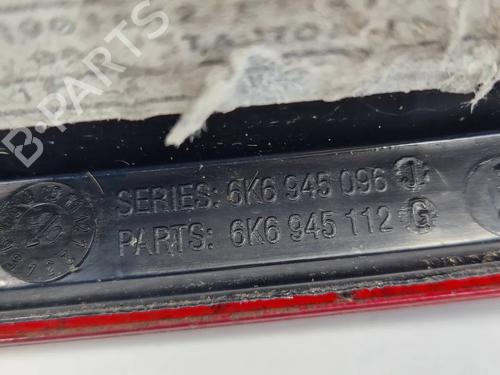 B-PARTS
SERIES: 6K6 945 096 J
PARTS: 6K6 945 112 G